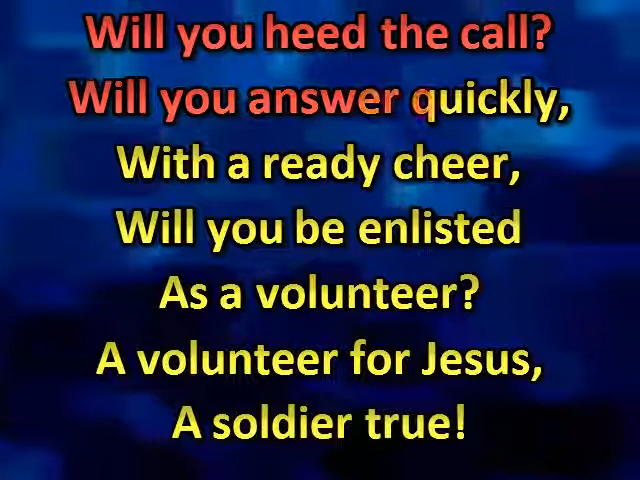 Will you heed the call?
Will you answer quickly,
With a ready cheer,
Will you be enlisted
As a volunteer?
A volunteer for Jesus,
A soldier true!